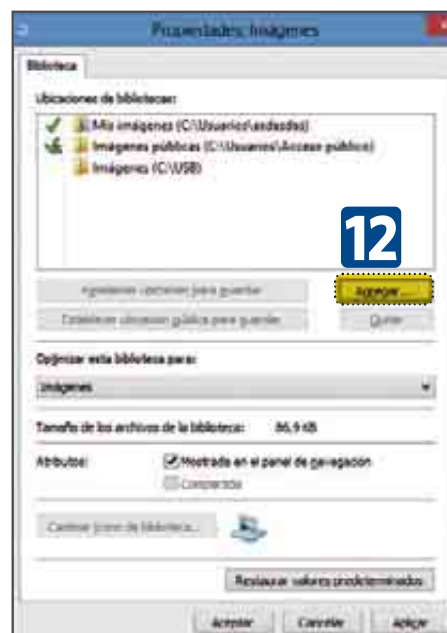 Propiedades: Imágenes
Biblioteca
Ubicaciones de bibliotecas:
Mis imágenes (C:\Usuarios\asdasdas)
Imágenes públicas (C:\Usuarios\Acceso público)
Imágenes (C:\USB)
12
Establecer ubicación para guardar
Agregar...
Establecer ubicación pública para guardar
Quitar
Optimizar esta biblioteca para:
Imágenes
Tamaño de los archivos de la biblioteca: 86,9 KB
Atributos:
Mostrada en el panel de navegación
Compartida
Cambiar icono de biblioteca...
Restaurar valores predeterminados
Aceptar Cancelar Aplicar